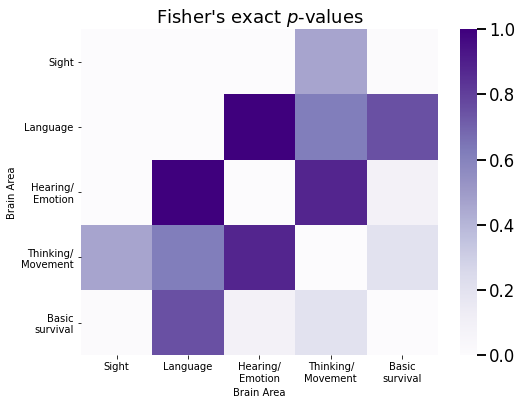 Fisher's exact p-values
Sight
Language
Hearing/
Emotion
Thinking/
Movement
Basic
survival
Brain Area
Sight
Language
Hearing/
Emotion
Thinking/
Movement
Basic
survival
Brain Area
1.0
0.8
0.6
0.4
0.2
0.0